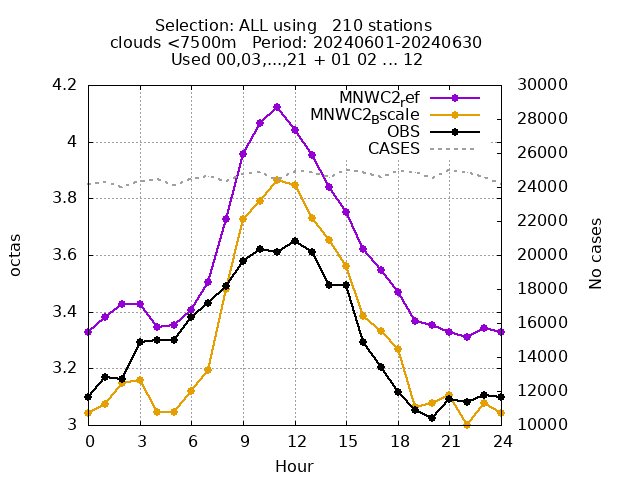 Selection: ALL using   210 stations
clouds <7500m   Period: 20240601-20240630
Used 00,03,...,21 + 01 02 ... 12
4.2
4
3.8
3.6
3.4
3.2
3
octas
MNWC2ref
MNWC2Bscale
OBS
CASES
30000
28000
26000
24000
22000
20000
18000
16000
14000
12000
10000
No cases
0 3 6 9 12 15 18 21 24
Hour